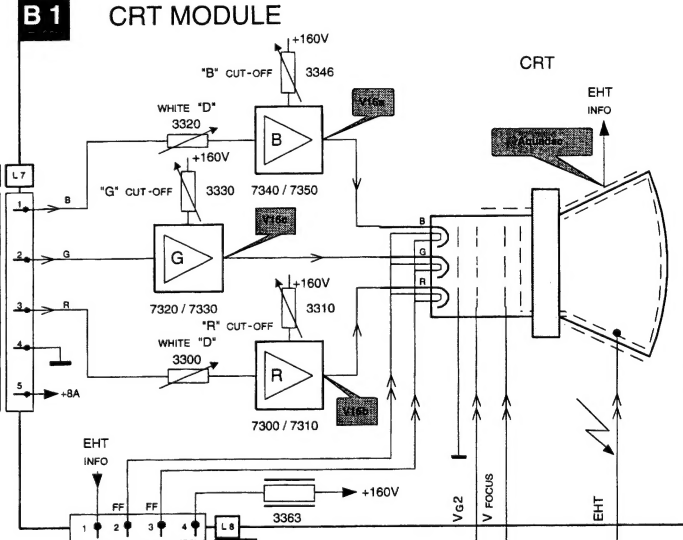 B 1 CRT MODULE
+160V
"B" CUT-OFF 3346
CRT
EHT
INFO
WHITE "D"
3320
V16a
B
@Aquadag
+160V
L7
7340 / 7350
"G" CUT-OFF 3330
1 B
V16c
B
2 G
G
G
7320 / 7330
+160V
3 R
R
"R" CUT-OFF 3310
WHITE "D"
3300
4
R
5 +8A
V16b
7300 / 7310
EHT
INFO
FF FF
+160V
1 2 3 4 L8
3363
VG2
V FOCUS
EHT